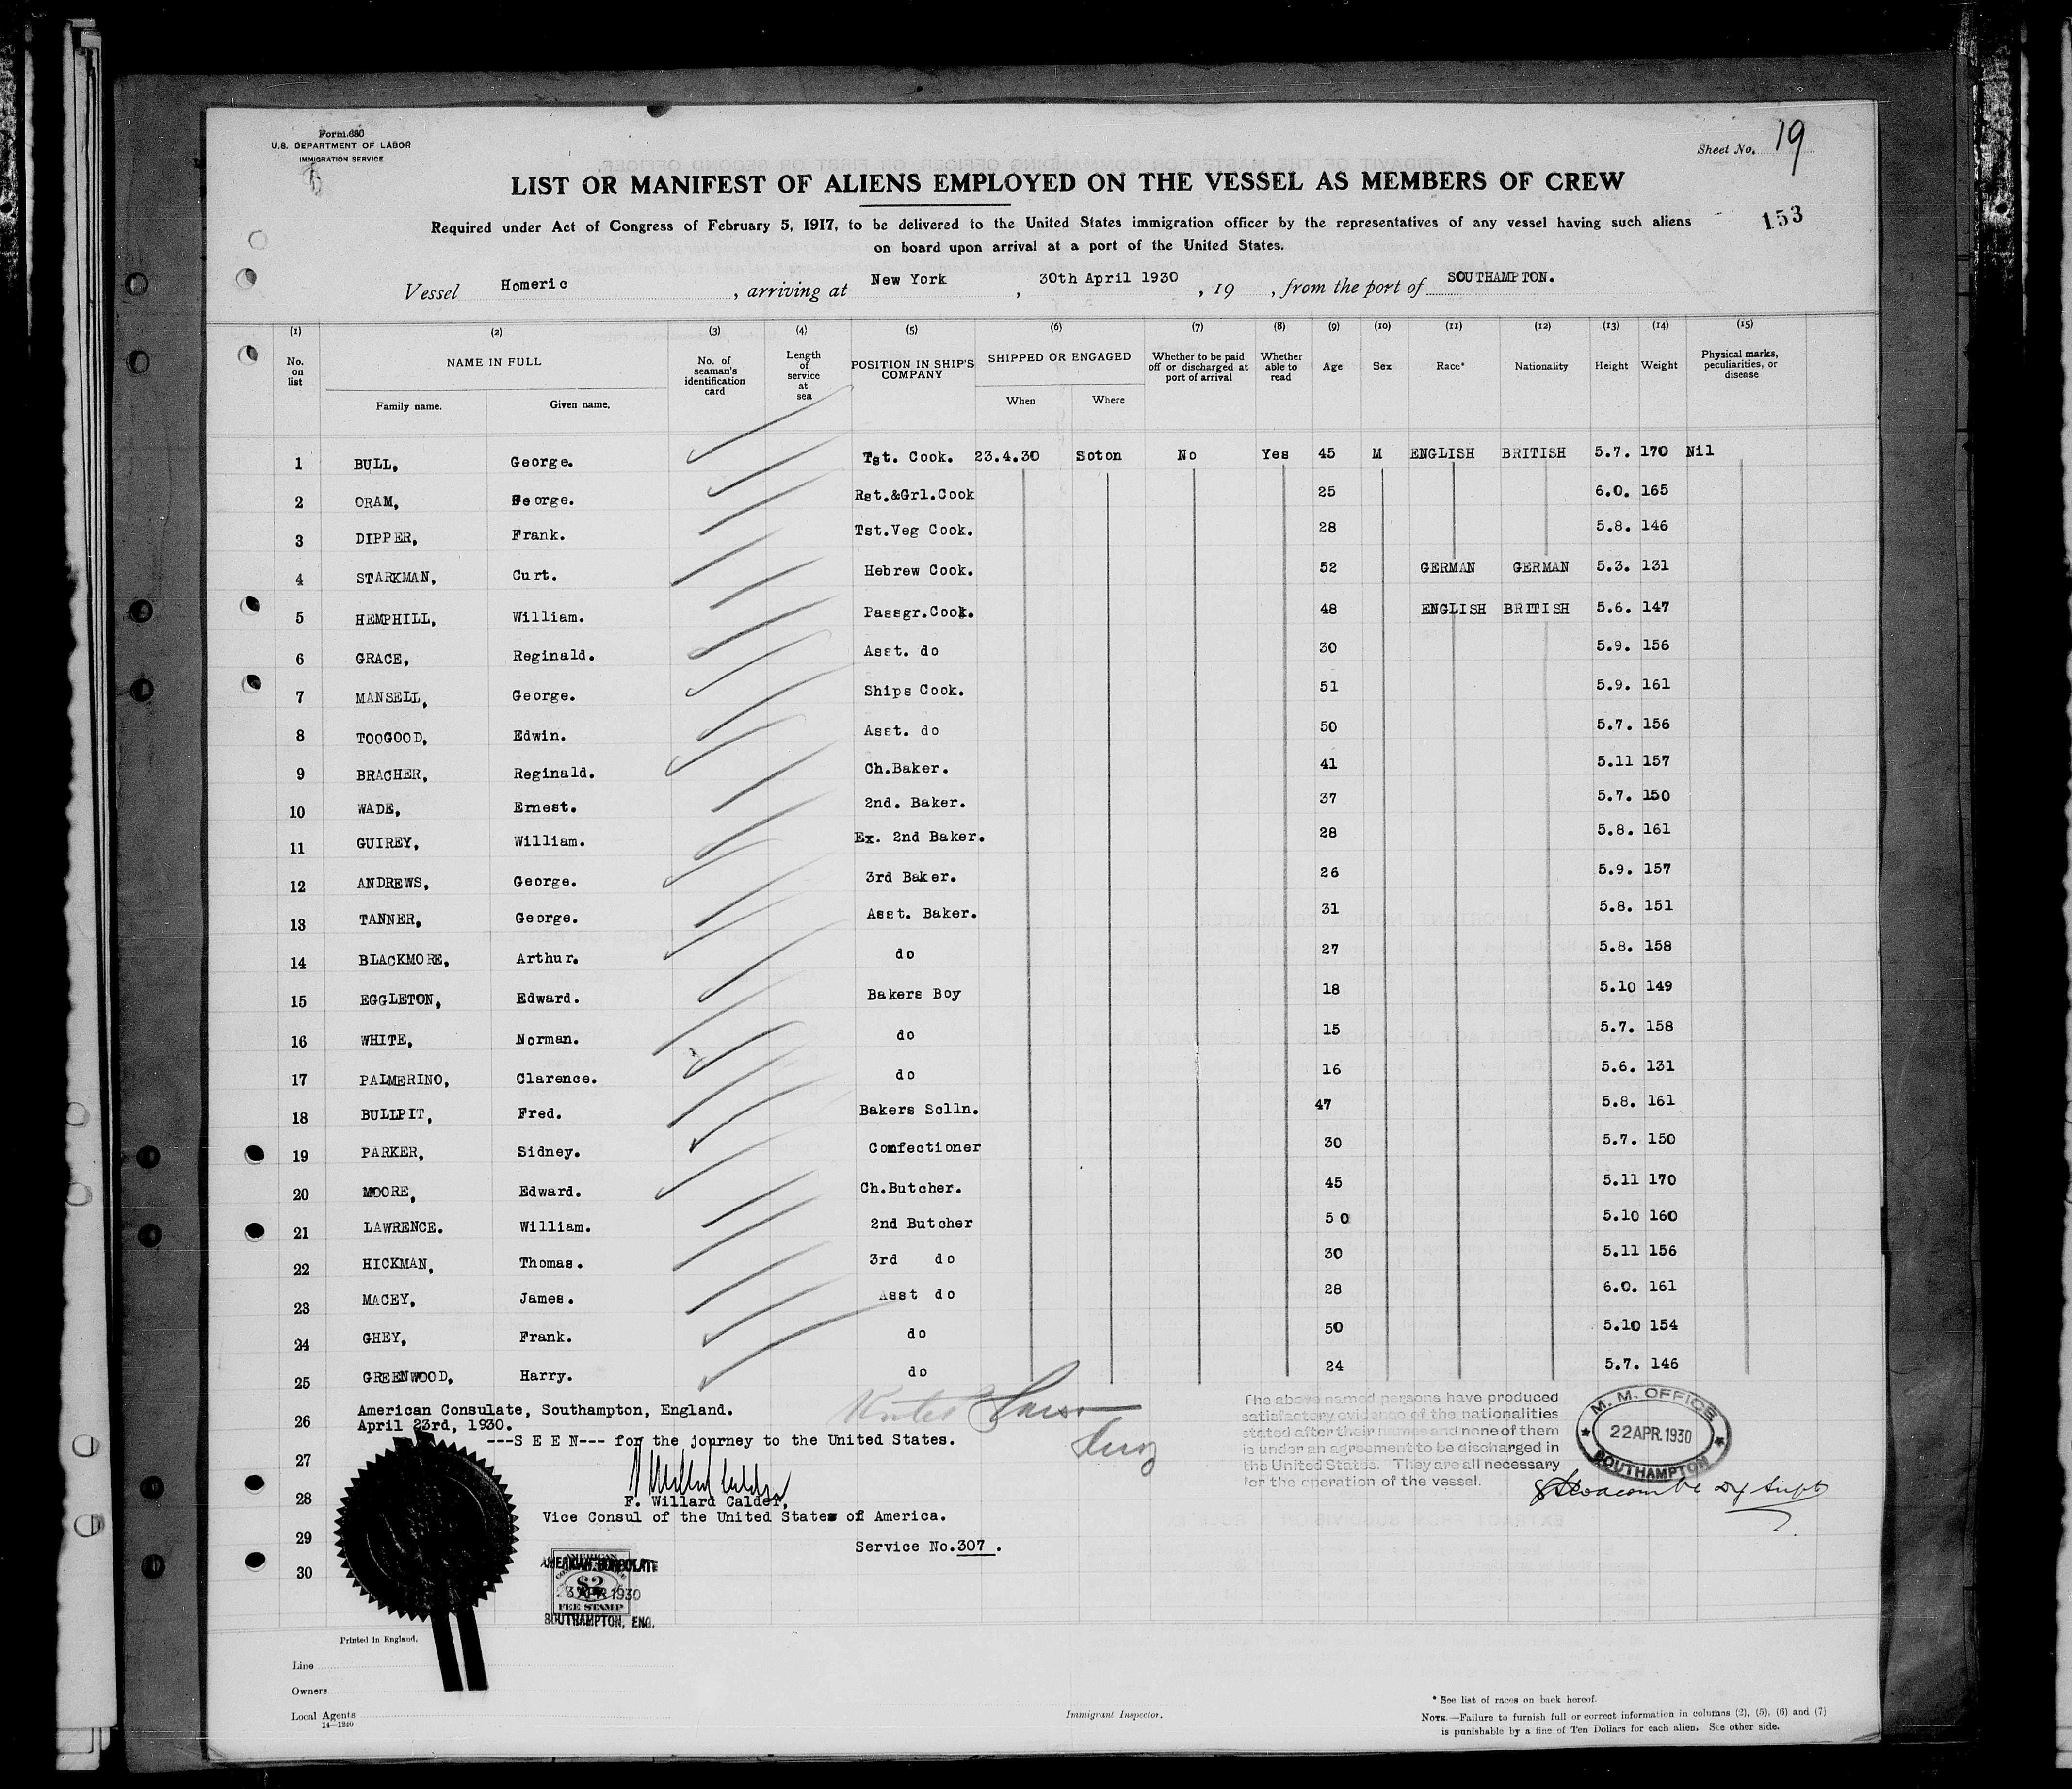 Form 680
U.S. DEPARTMENT OF LABOR
IMMIGRATION SERVICE
Sheet No. 19
LIST OR MANIFEST OF ALIENS EMPLOYED ON THE VESSEL AS MEMBERS OF CREW
Required under Act of Congress of February 5, 1917, to be delivered to the United States immigration officer by the representatives of any vessel having such aliens
on board upon arrival at a port of the United States.
153
Vessel Homeric , arriving at New York , 30th April 1930 , 19 , from the port of SOUTHAMPTON.
(1) (2) (3) (4) (5) (6) (7) (8) (9) (10) (11) (12) (13) (14) (15)
No. on list NAME IN FULL No. of seaman's identification card Length of service at sea POSITION IN SHIP'S COMPANY SHIPPED OR ENGAGED Whether to be paid off or discharged at port of arrival Whether able to read Age Sex Race* Nationality Height Weight Physical marks, peculiarities, or disease
Family name. Given name. When Where
1 BULL, George. Tst. Cook. 23.4.30 Soton No Yes 45 M ENGLISH BRITISH 5.7. 170 Nil
2 ORAM, George. Rst.&Grl.Cook 25 6.0. 165
3 DIPPER, Frank. Tst.Veg Cook. 28 5.8. 146
4 STARKMAN, Curt. Hebrew Cook. 52 GERMAN GERMAN 5.3. 131
5 HEMPHILL, William. Passgr.Cook. 48 ENGLISH BRITISH 5.6. 147
6 GRACE, Reginald. Asst. do 30 5.9. 156
7 MANSELL, George. Ships Cook. 51 5.9. 161
8 TOOGOOD, Edwin. Asst. do 50 5.7. 156
9 BRACHER, Reginald. Ch.Baker. 41 5.11 157
10 WADE, Ernest. 2nd. Baker. 37 5.7. 150
11 GUIREY, William. Ex. 2nd Baker. 28 5.8. 161
12 ANDREWS, George. 3rd Baker. 26 5.9. 157
13 TANNER, George. Asst. Baker. 31 5.8. 151
14 BLACKMORE, Arthur. do 27 5.8. 158
15 EGGLETON, Edward. Bakers Boy 18 5.10 149
16 WHITE, Norman. do 15 5.7. 158
17 PALMERINO, Clarence. do 16 5.6. 131
18 BULLPIT, Fred. Bakers Sclln. 47 5.8. 161
19 PARKER, Sidney. Confectioner 30 5.7. 150
20 MOORE, Edward. Ch.Butcher. 45 5.11 170
21 LAWRENCE. William. 2nd Butcher 50 5.10 160
22 HICKMAN, Thomas. 3rd do 30 5.11 156
23 MACEY, James. Asst do 28 6.0. 161
24 GHEY, Frank. do 50 5.10 154
25 GREENWOOD, Harry. do 24 5.7. 146
26
27
28
29
30
American Consulate, Southampton, England.
April 23rd, 1930.
---S E E N--- for the journey to the United States.
F. Willard Calder,
Vice Consul of the United States of America.
Service No.307.
AMERICAN CONSULATE
$2
23 APR 1930
FEE STAMP
SOUTHAMPTON, ENG.
The above named persons have produced
satisfactory evidence of the nationalities
stated after their names and none of them
is under an agreement to be discharged in
the United States. They are all necessary
for the operation of the vessel.
M. M. OFFICE
22 APR. 1930
SOUTHAMPTON
Printed in England.
Line
Owners
Local Agents
14—1240
Immigrant Inspector.
* See list of races on back hereof.
NOTE.—Failure to furnish full or correct information in columns (2), (5), (6) and (7)
is punishable by a fine of Ten Dollars for each alien. See other side.